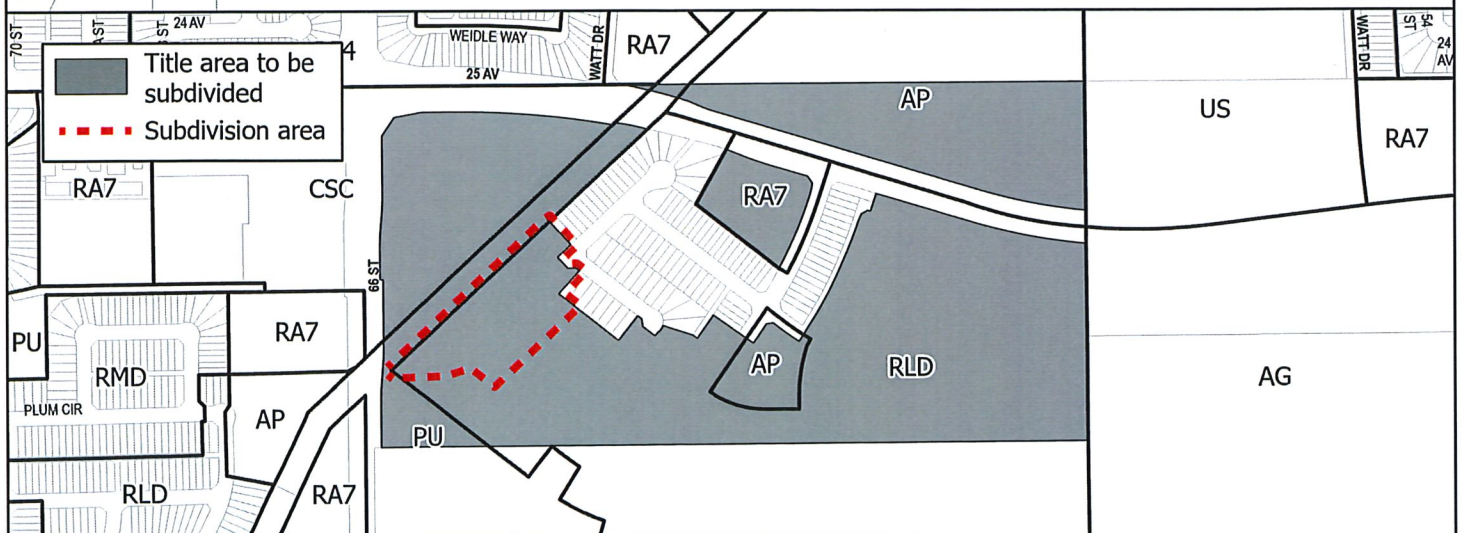 70 ST
A ST
S ST
24 AV
4
WEIDLE WAY
25 AV
WATT DR
RA7
WATT DR
54 ST
24 AV
Title area to be
subdivided
Subdivision area
AP
US
RA7
RA7
CSC
RA7
66 ST
PU
RMD
RA7
AP
RLD
AG
PLUM CIR
AP
PU
RLD
RA7